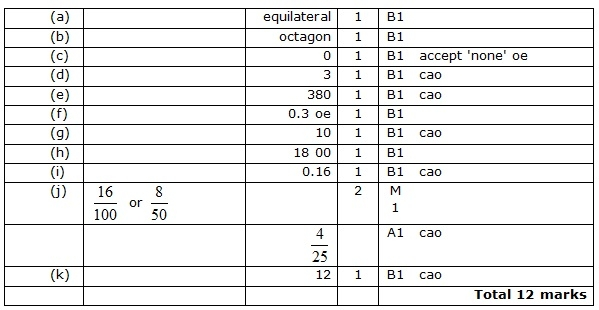 (a) equilateral 1 B1
(b) octagon 1 B1
(c) 0 1 B1 accept 'none' oe
(d) 3 1 B1 cao
(e) 380 1 B1 cao
(f) 0.3 oe 1 B1
(g) 10 1 B1 cao
(h) 18 00 1 B1
(i) 0.16 1 B1 cao
(j) 16/100 or 8/50 2 M
1
4/25 A1 cao
(k) 12 1 B1 cao
Total 12 marks